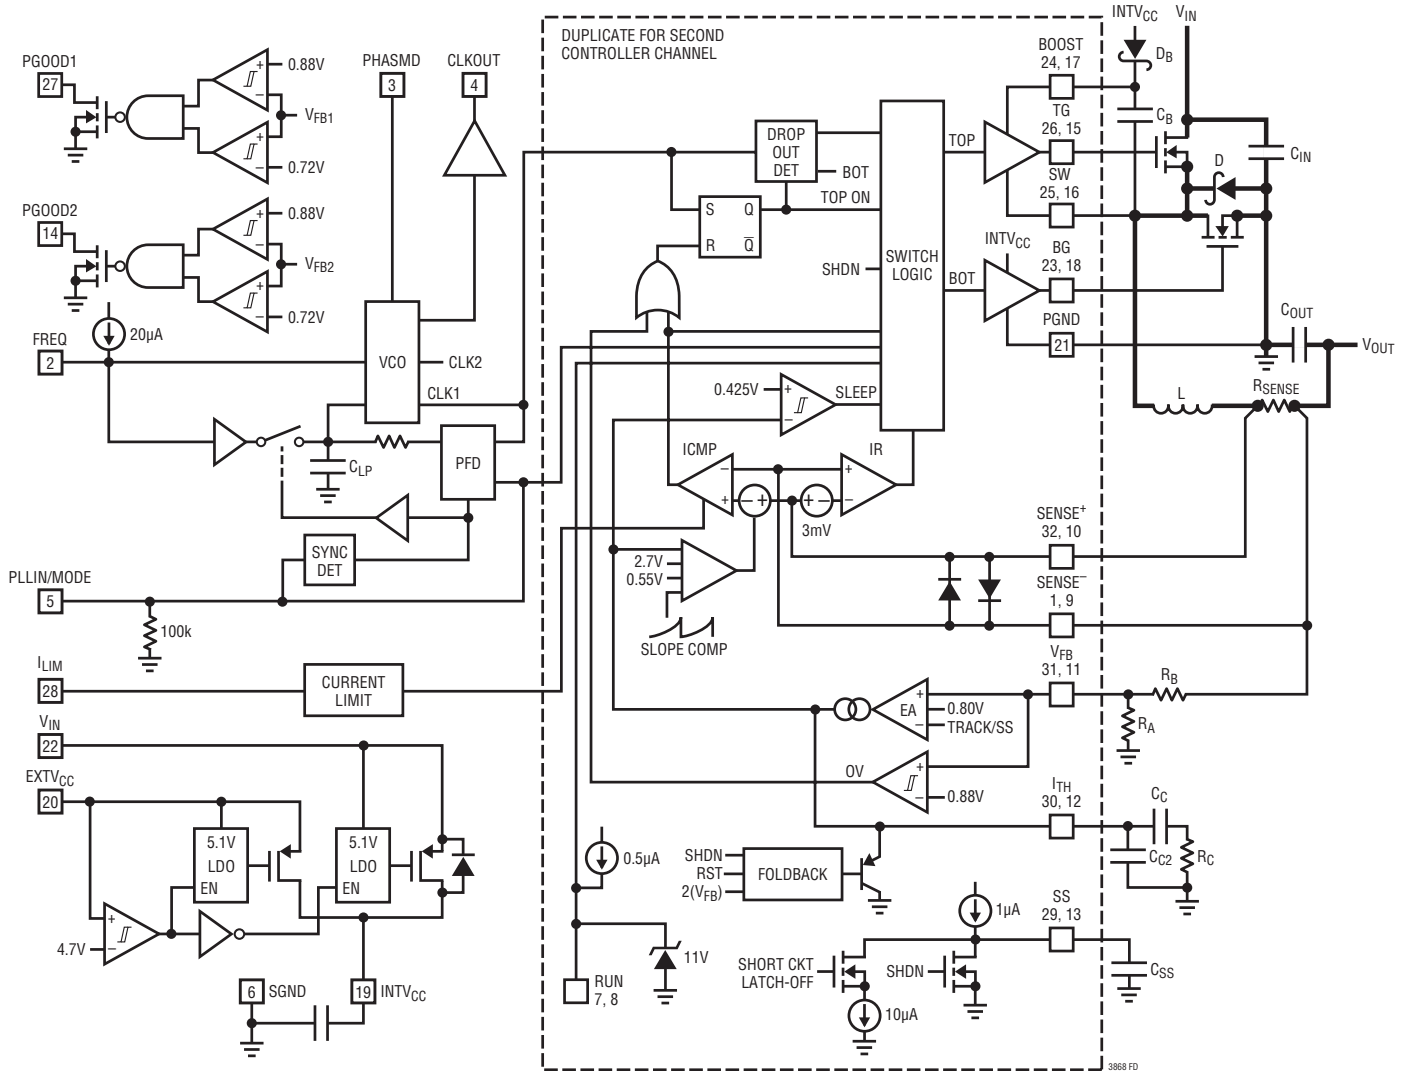 DUPLICATE FOR SECOND
CONTROLLER CHANNEL
PGOOD1
27
0.88V
VFB1
0.72V
PGOOD2
14
0.88V
VFB2
0.72V
20µA
FREQ
2
PHASMD
3
CLKOUT
4
VCO
CLK2
CLK1
CLP
PFD
SYNC
DET
PLLIN/MODE
5
100k
ILIM
28
CURRENT
LIMIT
VIN
22
EXTVCC
20
5.1V
LDO
EN
5.1V
LDO
EN
+
4.7V
–
6
SGND
19
INTVCC
DROP
OUT
DET
BOT
TOP ON
S
Q
R
Q̅
SHDN
SWITCH
LOGIC
TOP
BOT
INTVCC
0.425V
+
–
SLEEP
ICMP
–
+
– +
+ –
3mV
IR
+
–
2.7V
0.55V
SLOPE COMP
EA
+
0.80V
–
TRACK/SS
OV
+
–
0.88V
0.5µA
SHDN
RST
2(VFB)
FOLDBACK
11V
RUN
7, 8
SHORT CKT
LATCH-OFF
10µA
SHDN
1µA
BOOST
24, 17
TG
26, 15
SW
25, 16
BG
23, 18
PGND
21
SENSE+
32, 10
SENSE–
1, 9
VFB
31, 11
ITH
30, 12
SS
29, 13
INTVCC
VIN
DB
CB
D
CIN
COUT
VOUT
L
RSENSE
RB
RA
CC
CC2
RC
CSS
3868 FD